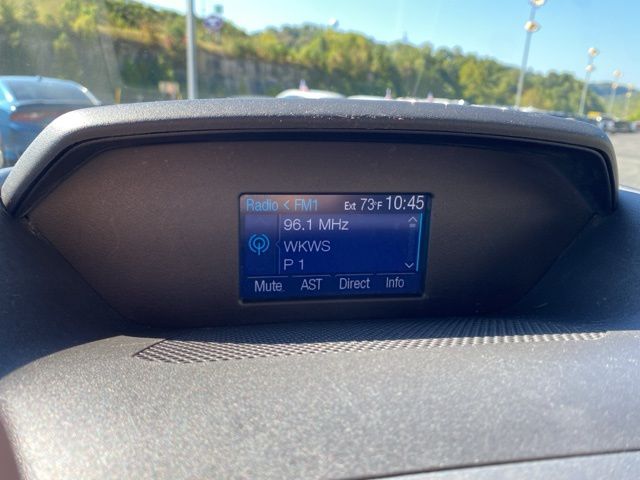 Radio < FM1 Ext 73°F 10:45
96.1 MHz
WKWS
P 1
Mute AST Direct Info